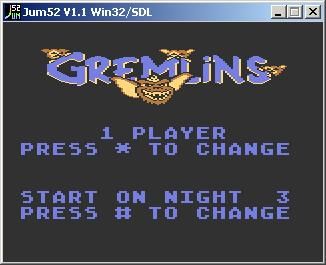 Jum52 V1.1 Win32/SDL
GREMLINS
1 PLAYER
PRESS * TO CHANGE
START ON NIGHT 3
PRESS # TO CHANGE